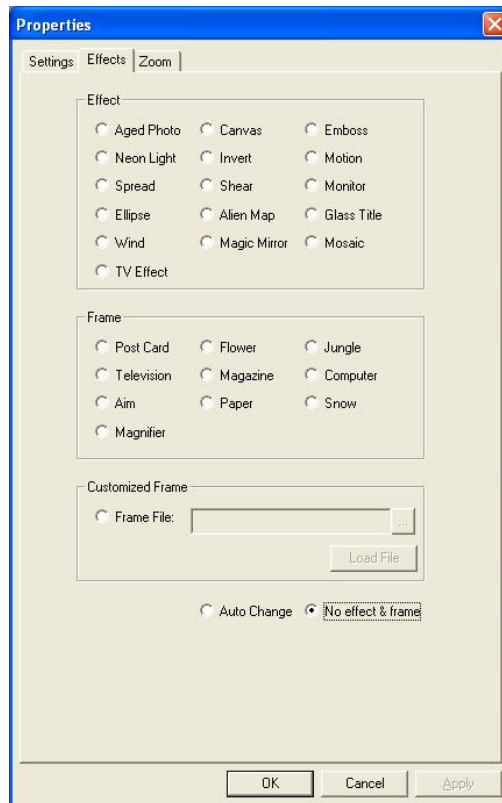 Properties
Settings Effects Zoom
Effect
Aged Photo Canvas Emboss
Neon Light Invert Motion
Spread Shear Monitor
Ellipse Alien Map Glass Title
Wind Magic Mirror Mosaic
TV Effect
Frame
Post Card Flower Jungle
Television Magazine Computer
Aim Paper Snow
Magnifier
Customized Frame
Frame File: ...
Load File
Auto Change No effect & frame
OK Cancel Apply